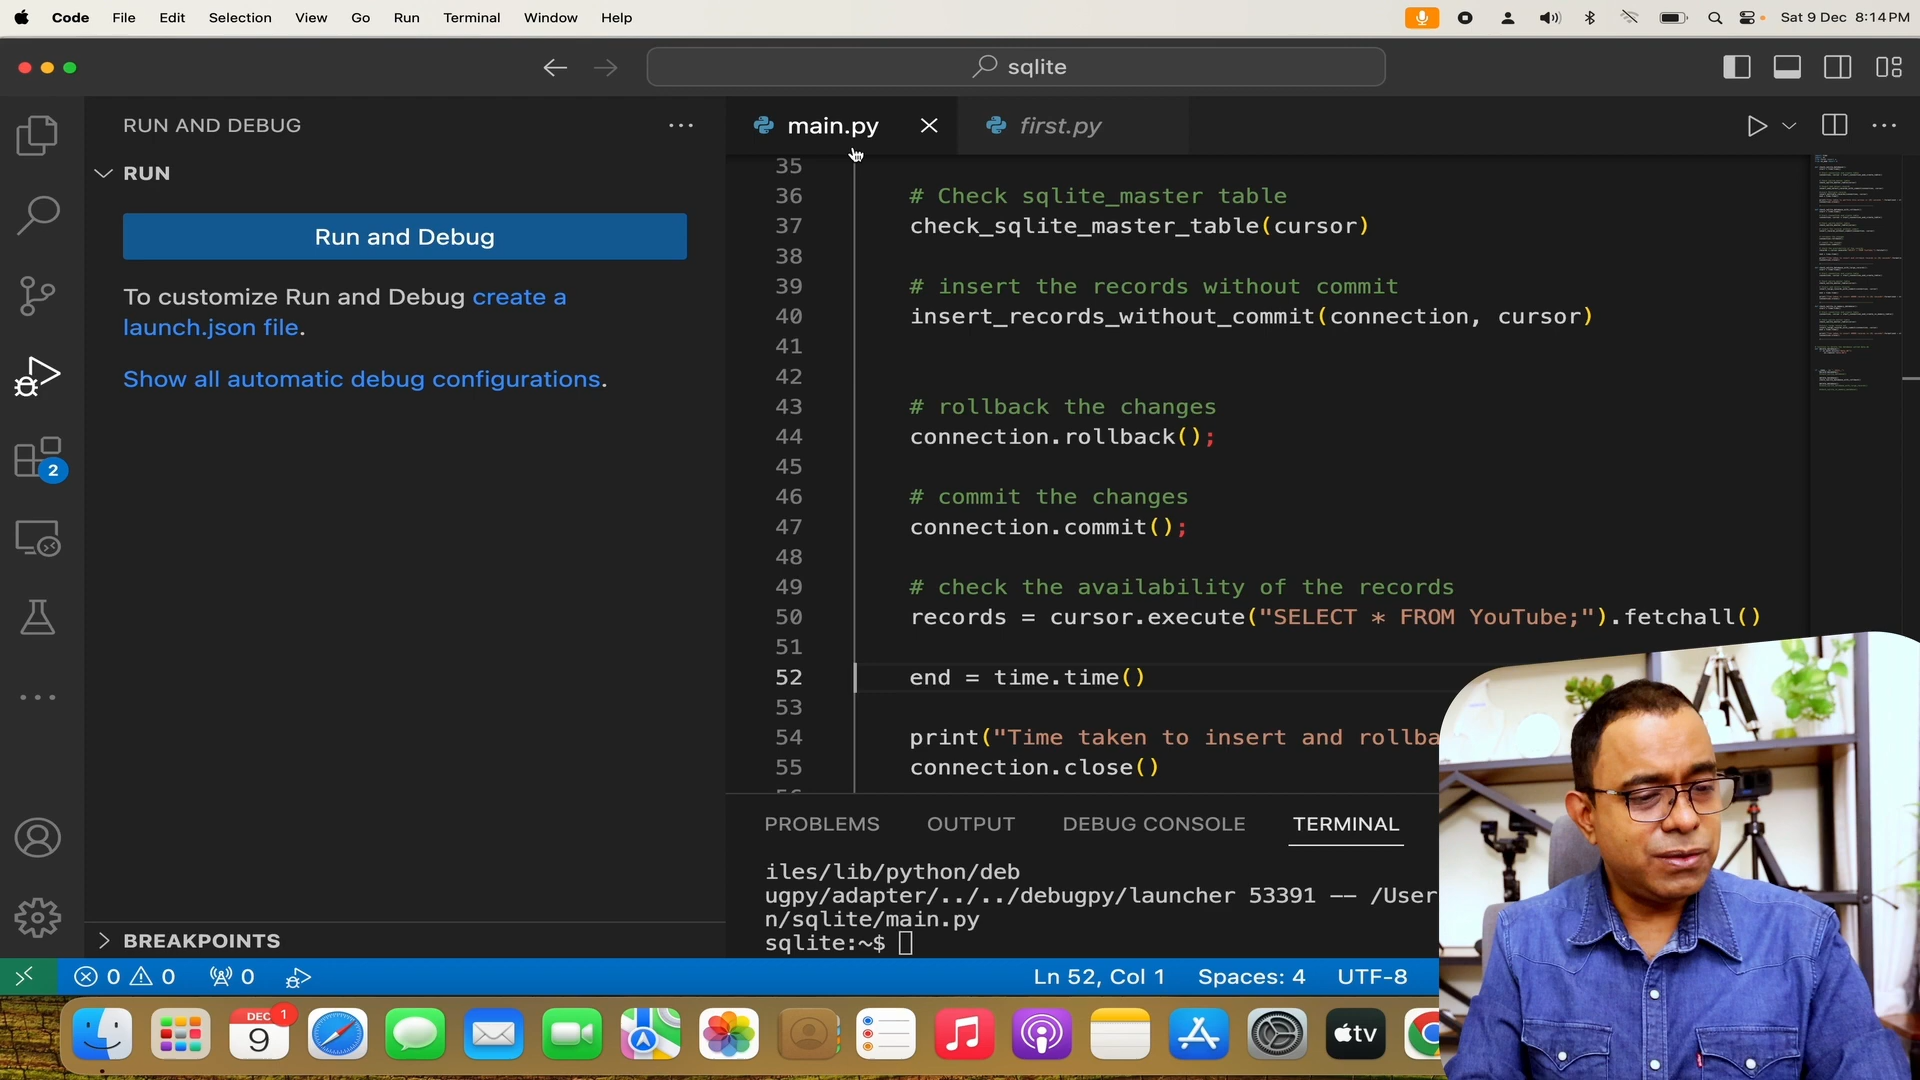 Code File Edit Selection View Go Run Terminal Window Help Sat 9 Dec 8:14PM
sqlite
RUN AND DEBUG
RUN
Run and Debug
To customize Run and Debug create a
launch.json file.
Show all automatic debug configurations.
2
BREAKPOINTS
main.py first.py
35
36 # Check sqlite_master table
37 check_sqlite_master_table(cursor)
38
39 # insert the records without commit
40 insert_records_without_commit(connection, cursor)
41
42
43 # rollback the changes
44 connection.rollback();
45
46 # commit the changes
47 connection.commit();
48
49 # check the availability of the records
50 records = cursor.execute("SELECT * FROM YouTube;").fetchall()
51
52 end = time.time()
53
54 print("Time taken to insert and rollba
55 connection.close()
PROBLEMS OUTPUT DEBUG CONSOLE TERMINAL
iles/lib/python/deb
ugpy/adapter/../../debugpy/launcher 53391 -- /User
n/sqlite/main.py
sqlite:~$
0 0 0 Ln 52, Col 1 Spaces: 4 UTF-8
DEC 1
9
tv